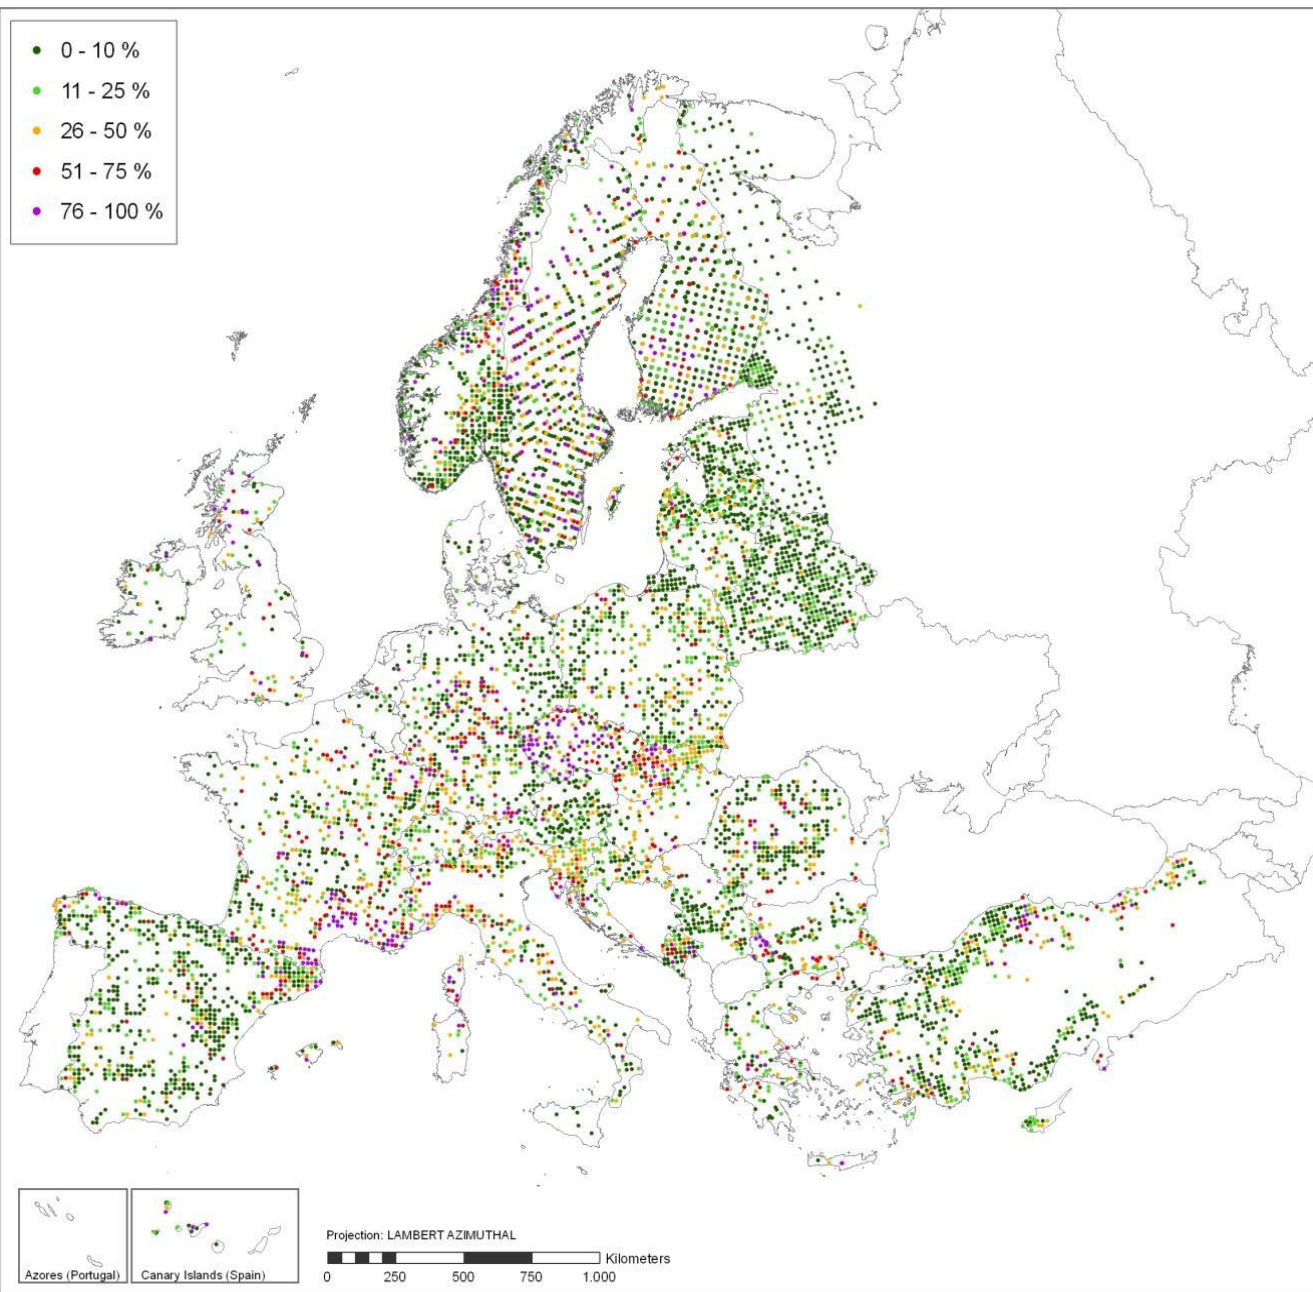 0 - 10 %
11 - 25 %
26 - 50 %
51 - 75 %
76 - 100 %
Projection: LAMBERT AZIMUTHAL
Kilometers
0 250 500 750 1.000
Azores (Portugal)
Canary Islands (Spain)